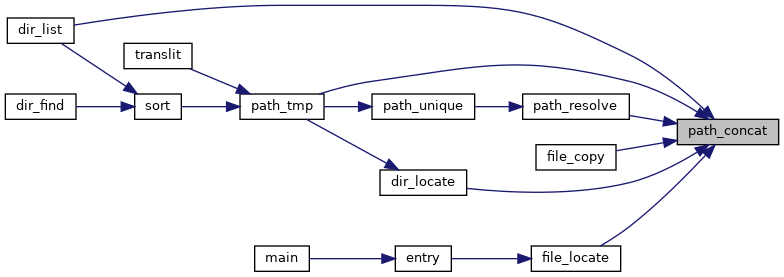 dir_list
translit
dir_find
sort
path_tmp
path_unique
path_resolve
path_concat
file_copy
dir_locate
main
entry
file_locate